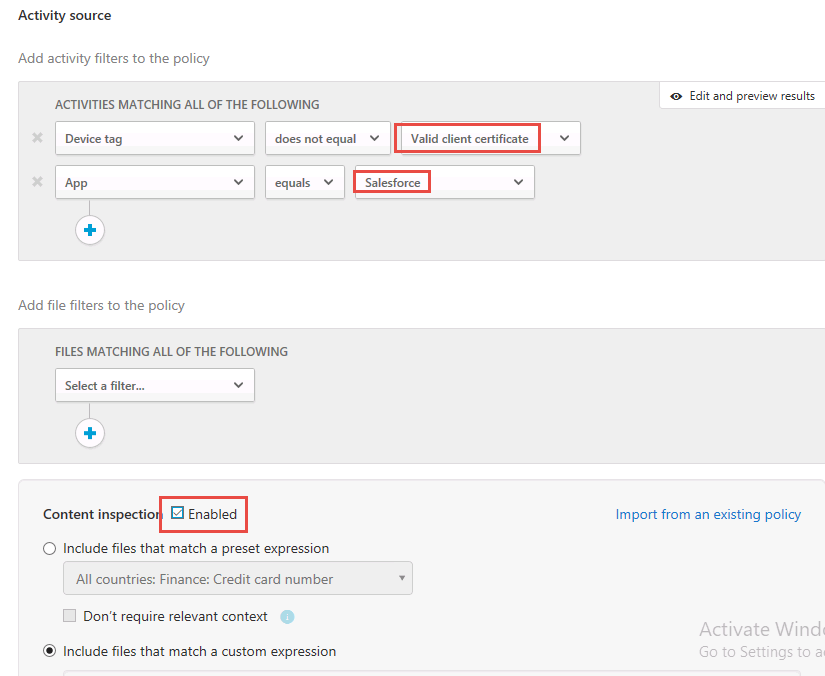 Activity source
Add activity filters to the policy
Edit and preview results
ACTIVITIES MATCHING ALL OF THE FOLLOWING
Device tag does not equal Valid client certificate
App equals Salesforce
Add file filters to the policy
FILES MATCHING ALL OF THE FOLLOWING
Select a filter...
Content inspection Enabled Import from an existing policy
Include files that match a preset expression
All countries: Finance: Credit card number
Don't require relevant context
Activate Windo
Go to Settings to a
Include files that match a custom expression